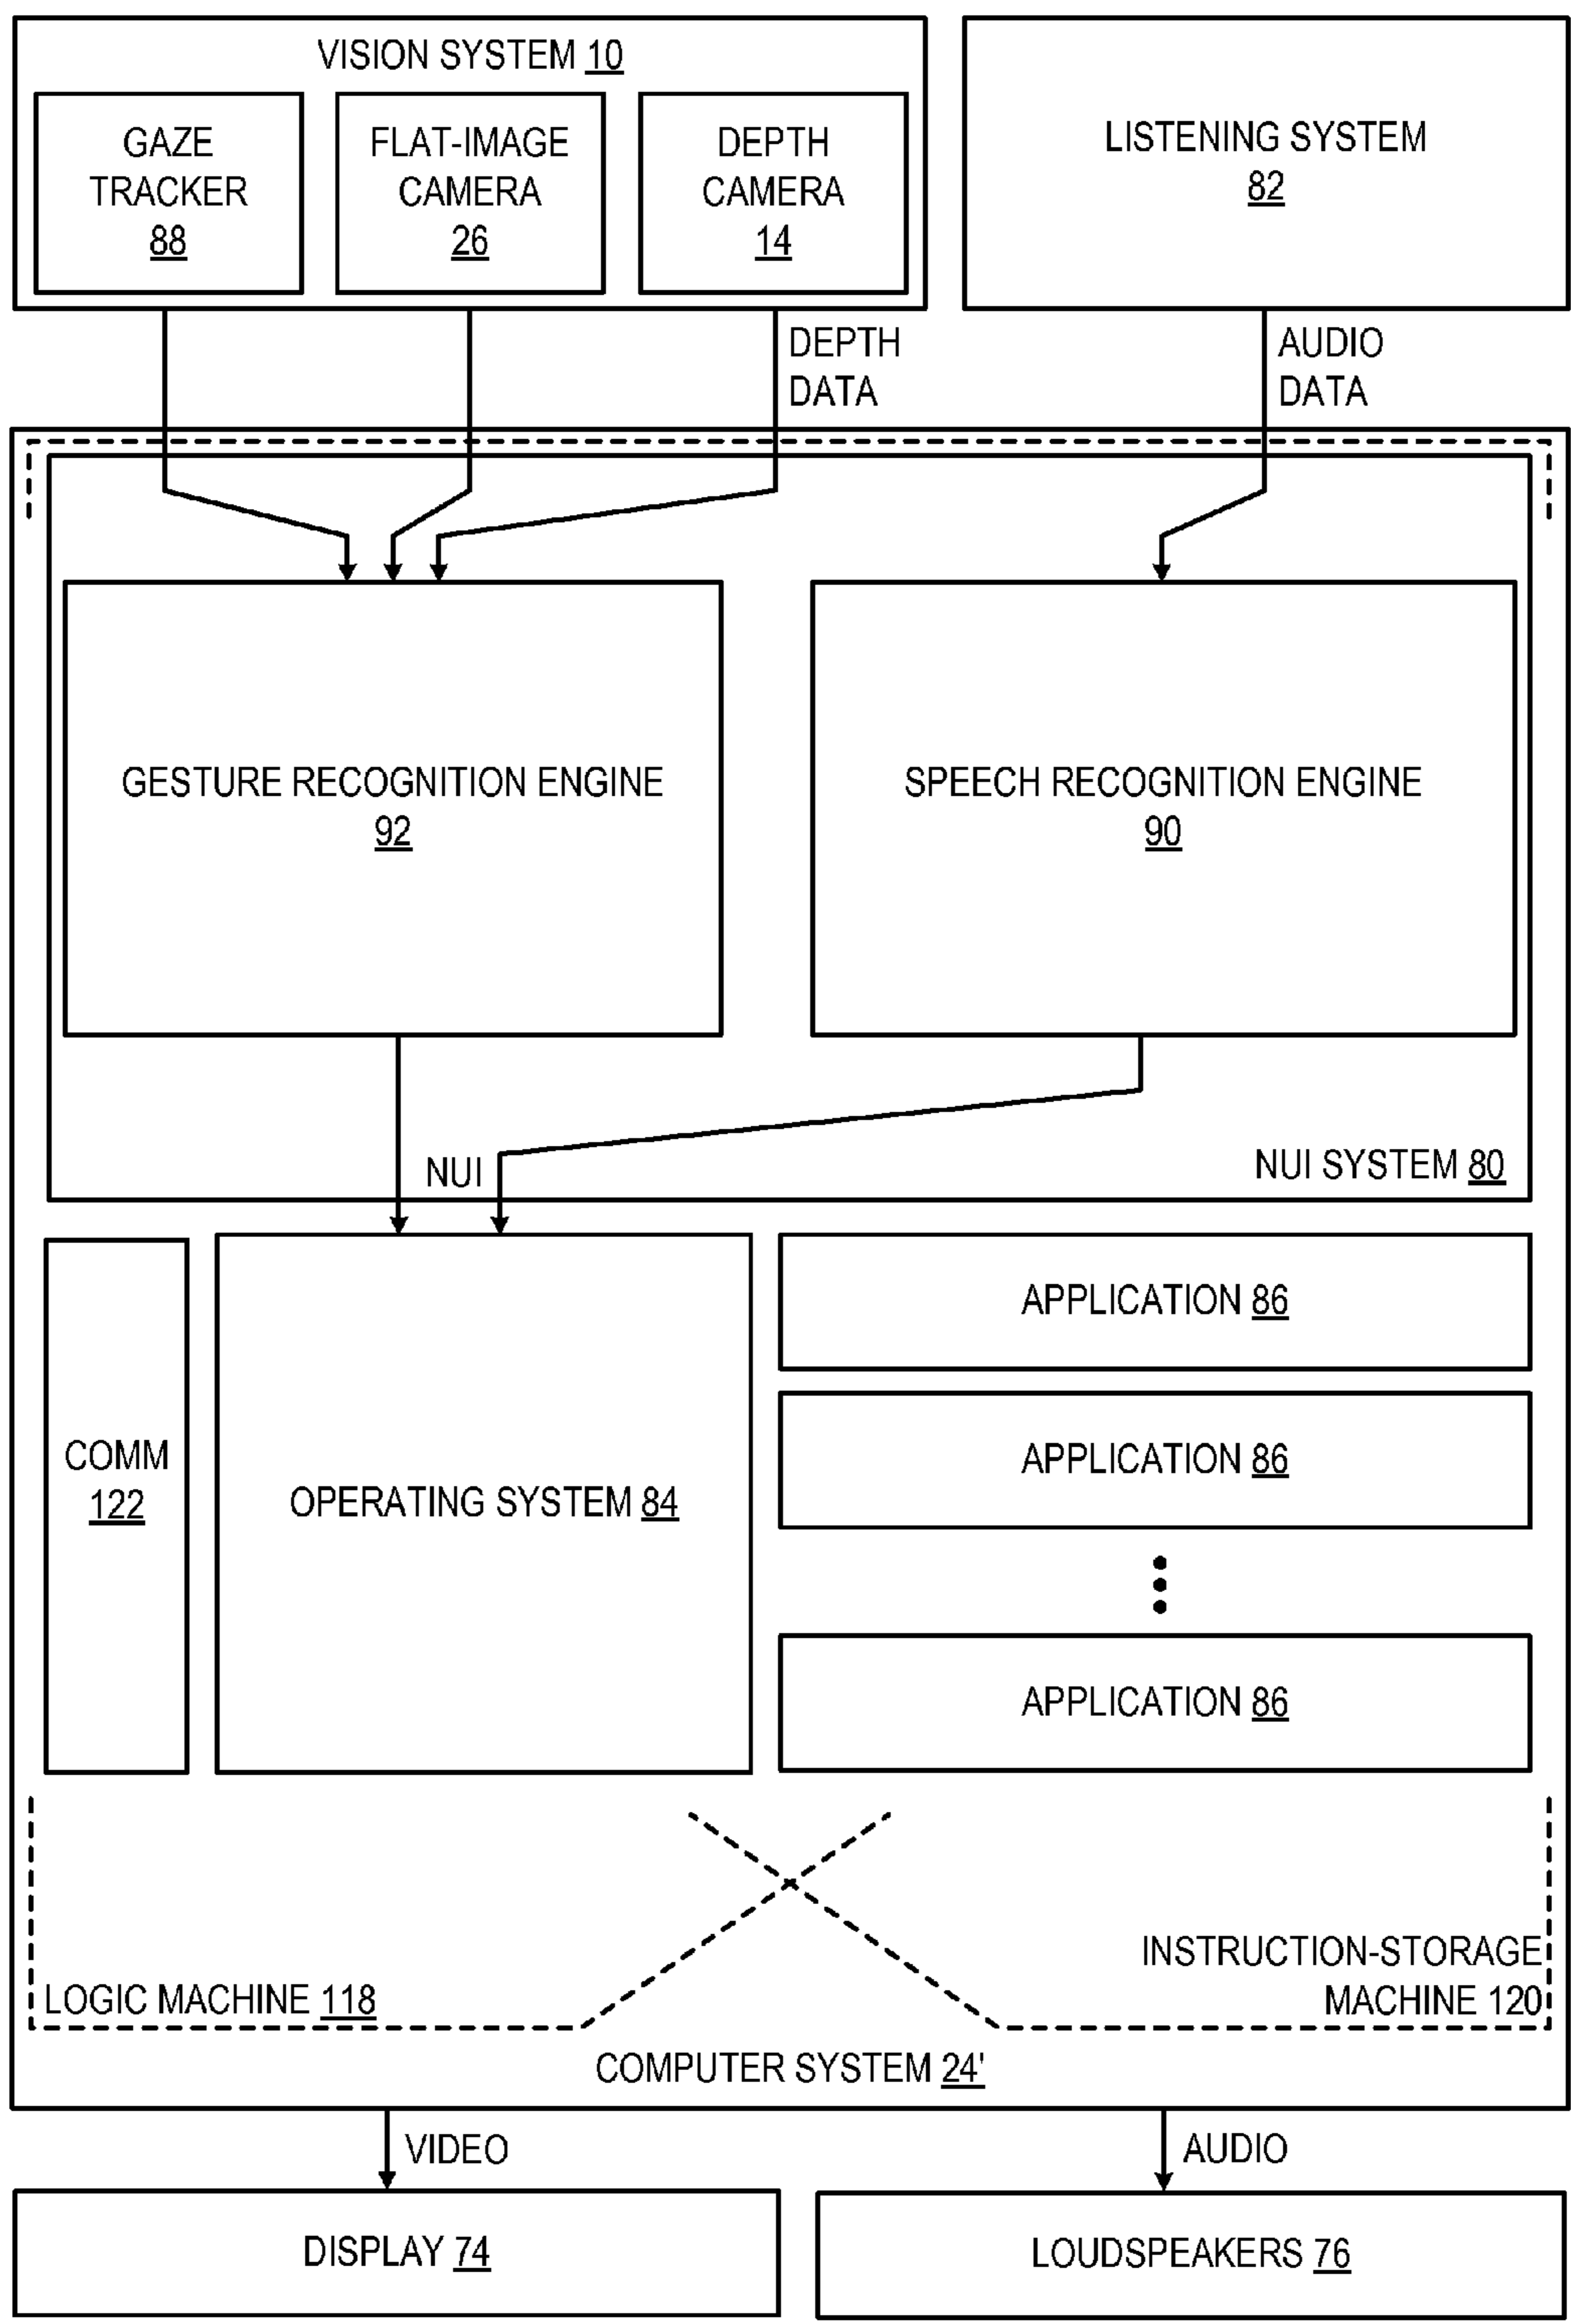 VISION SYSTEM 10
GAZE
TRACKER
88
FLAT-IMAGE
CAMERA
26
DEPTH
CAMERA
14
LISTENING SYSTEM
82
DEPTH
DATA
AUDIO
DATA
GESTURE RECOGNITION ENGINE
92
SPEECH RECOGNITION ENGINE
90
NUI
NUI SYSTEM 80
COMM
122
OPERATING SYSTEM 84
APPLICATION 86
APPLICATION 86
APPLICATION 86
LOGIC MACHINE 118
INSTRUCTION-STORAGE
MACHINE 120
COMPUTER SYSTEM 24'
VIDEO
AUDIO
DISPLAY 74
LOUDSPEAKERS 76